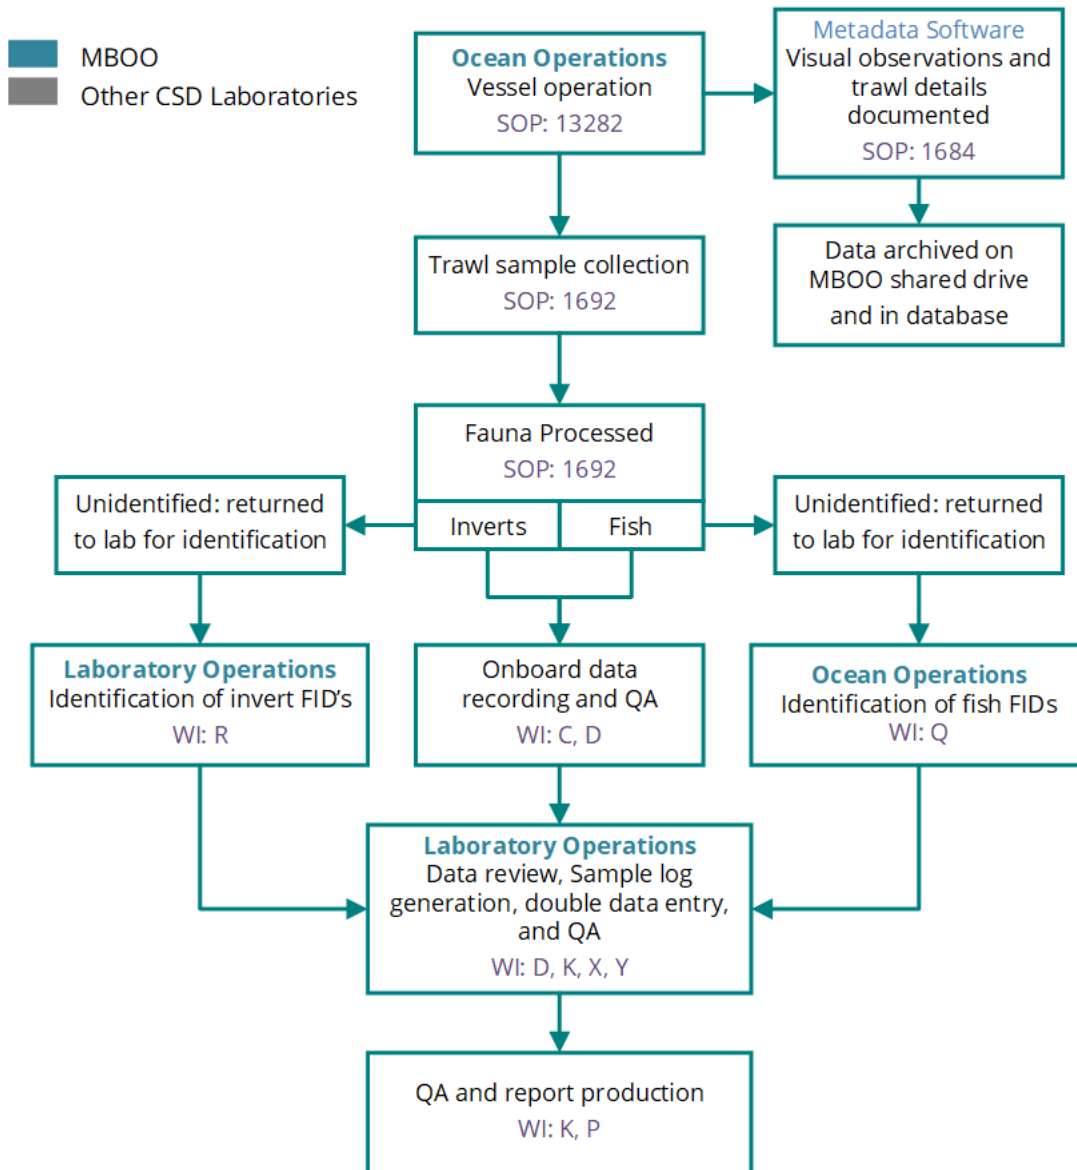 MBOO
Other CSD Laboratories
Ocean Operations
Vessel operation
SOP: 13282
Metadata Software
Visual observations and
trawl details
documented
SOP: 1684
Data archived on
MBOO shared drive
and in database
Trawl sample collection
SOP: 1692
Fauna Processed
SOP: 1692
Inverts
Fish
Unidentified: returned
to lab for identification
Unidentified: returned
to lab for identification
Laboratory Operations
Identification of invert FID's
WI: R
Onboard data
recording and QA
WI: C, D
Ocean Operations
Identification of fish FIDs
WI: Q
Laboratory Operations
Data review, Sample log
generation, double data entry,
and QA
WI: D, K, X, Y
QA and report production
WI: K, P